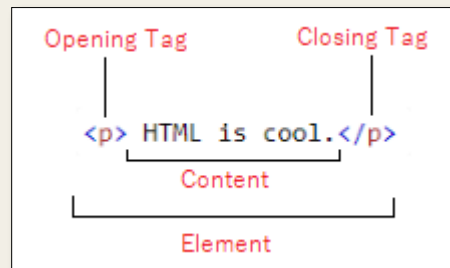 Opening Tag Closing Tag
<p> HTML is cool.</p>
Content
Element